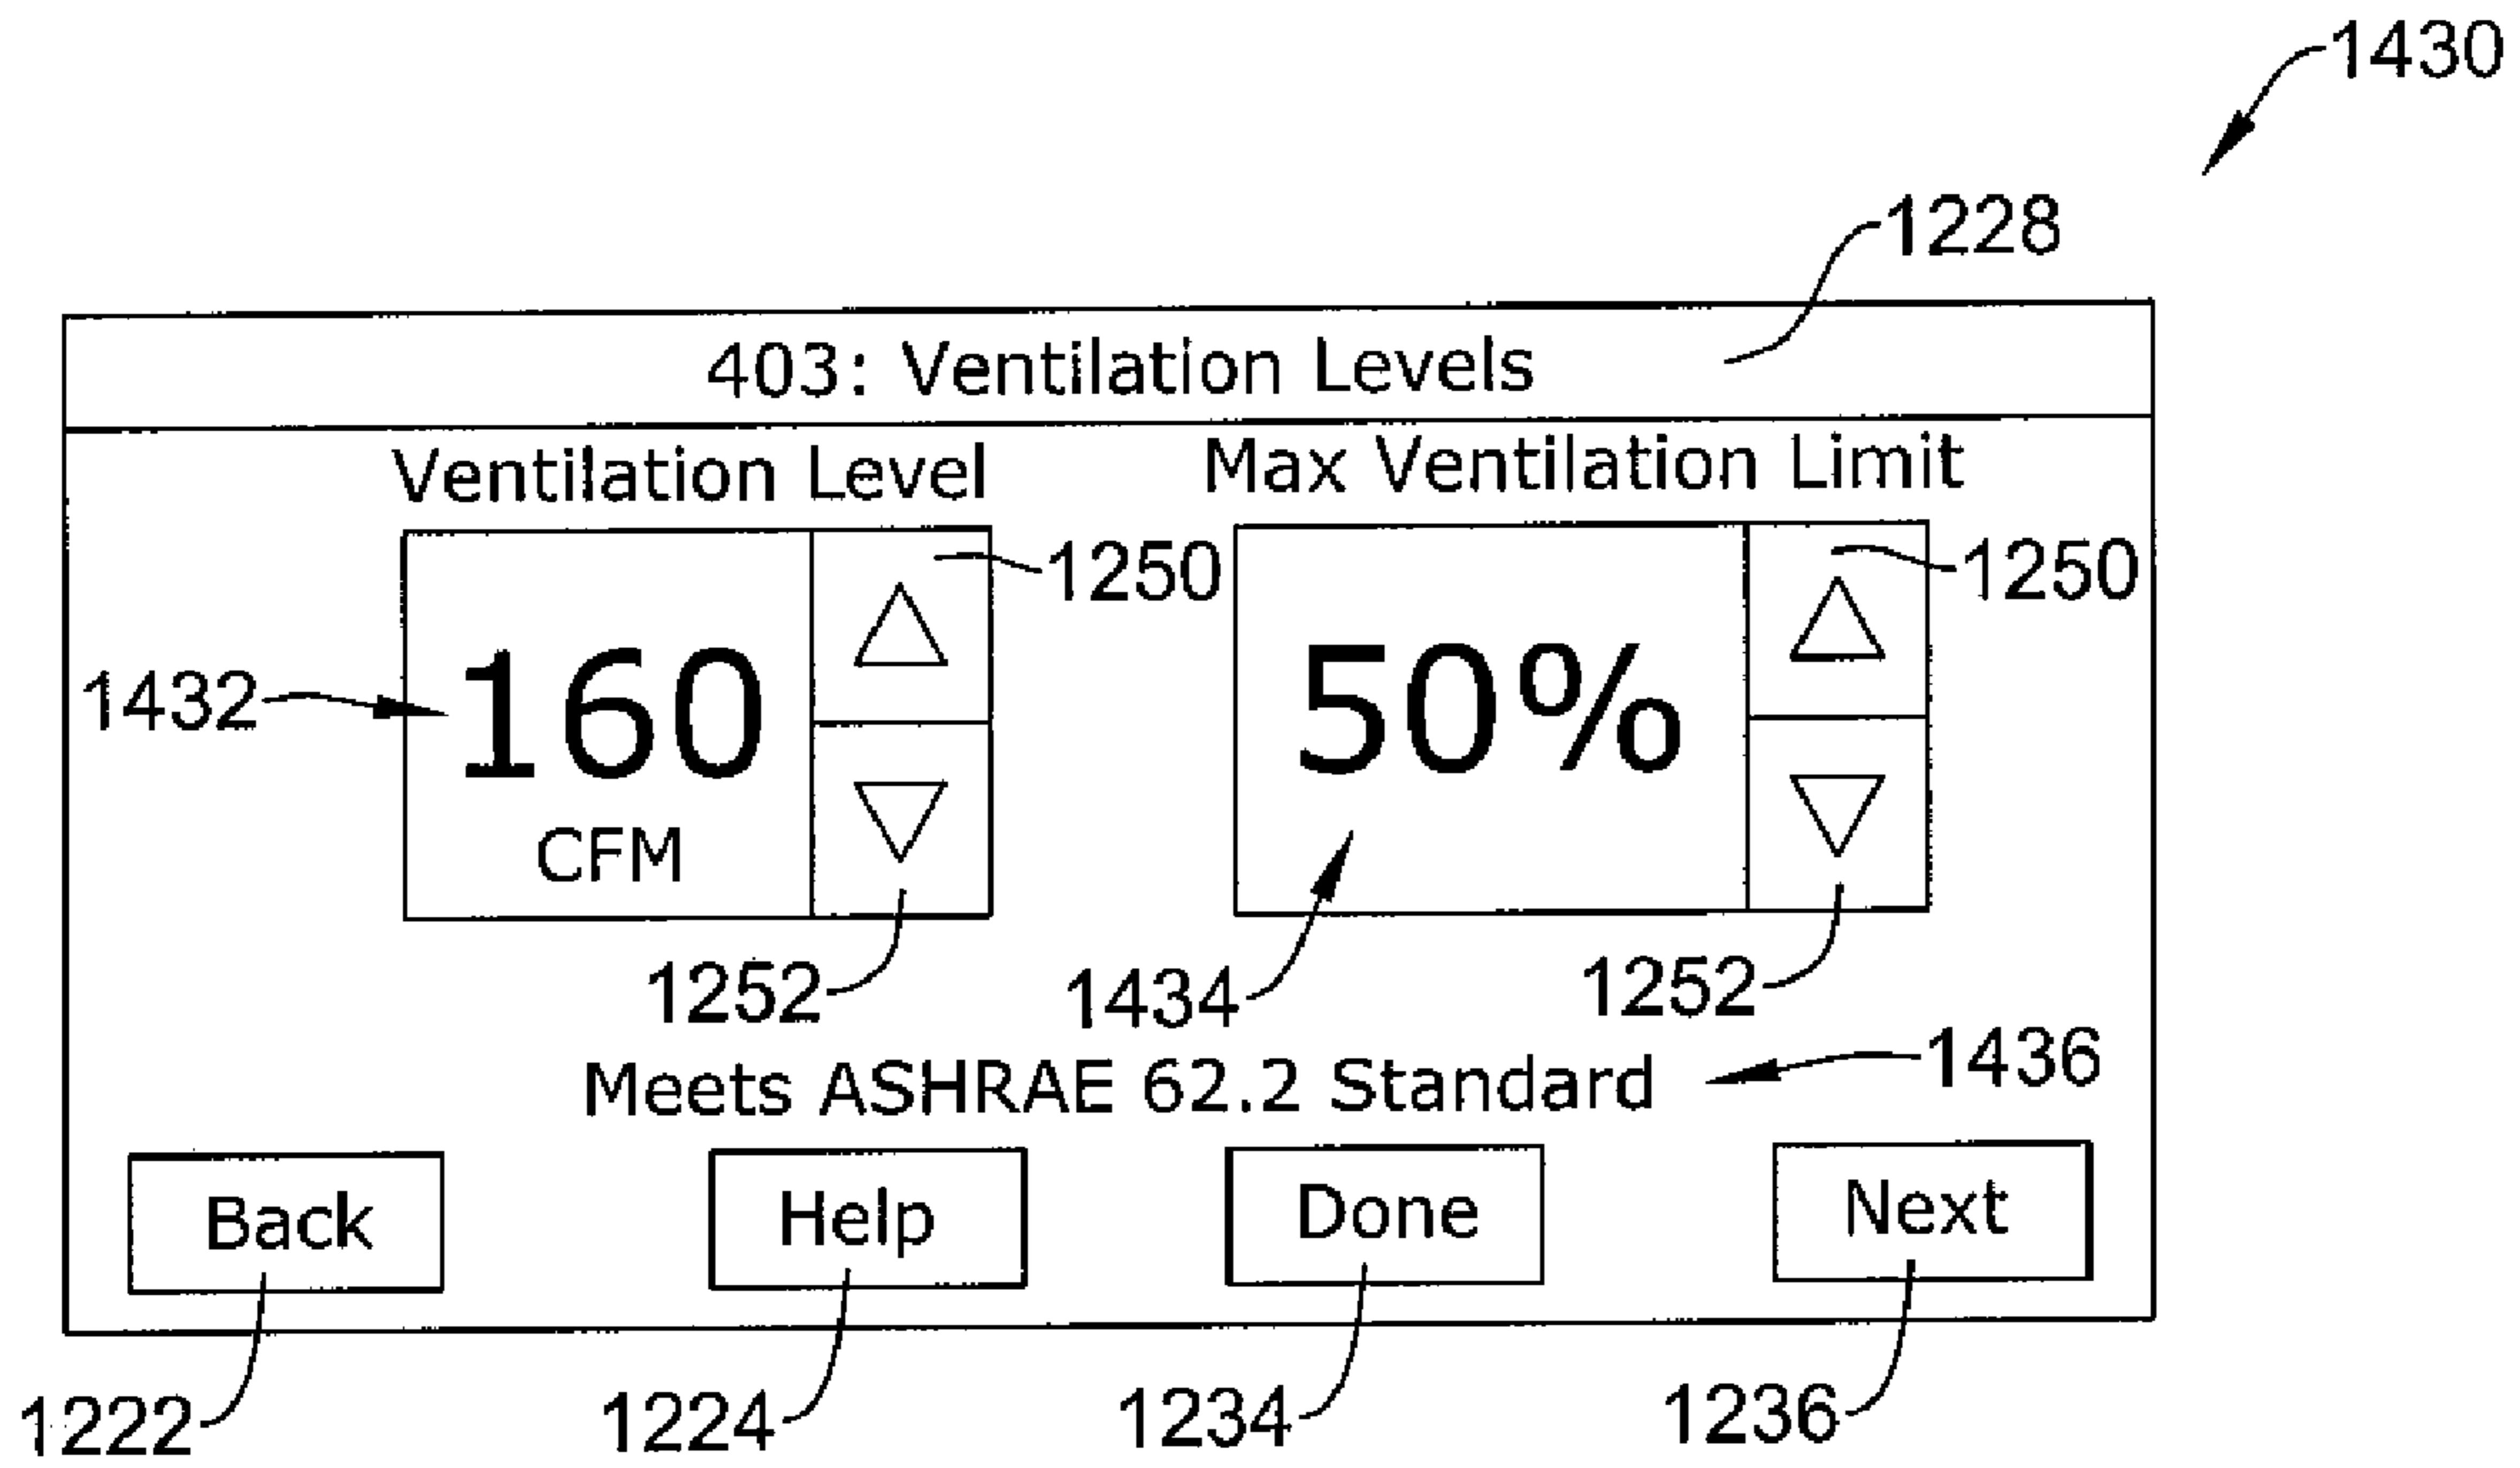 1430
1228
403: Ventilation Levels
Ventilation Level
Max Ventilation Limit
1250
1250
1432
160
50%
CFM
1252
1434
1252
Meets ASHRAE 62.2 Standard
1436
Back
Help
Done
Next
1222
1224
1234
1236